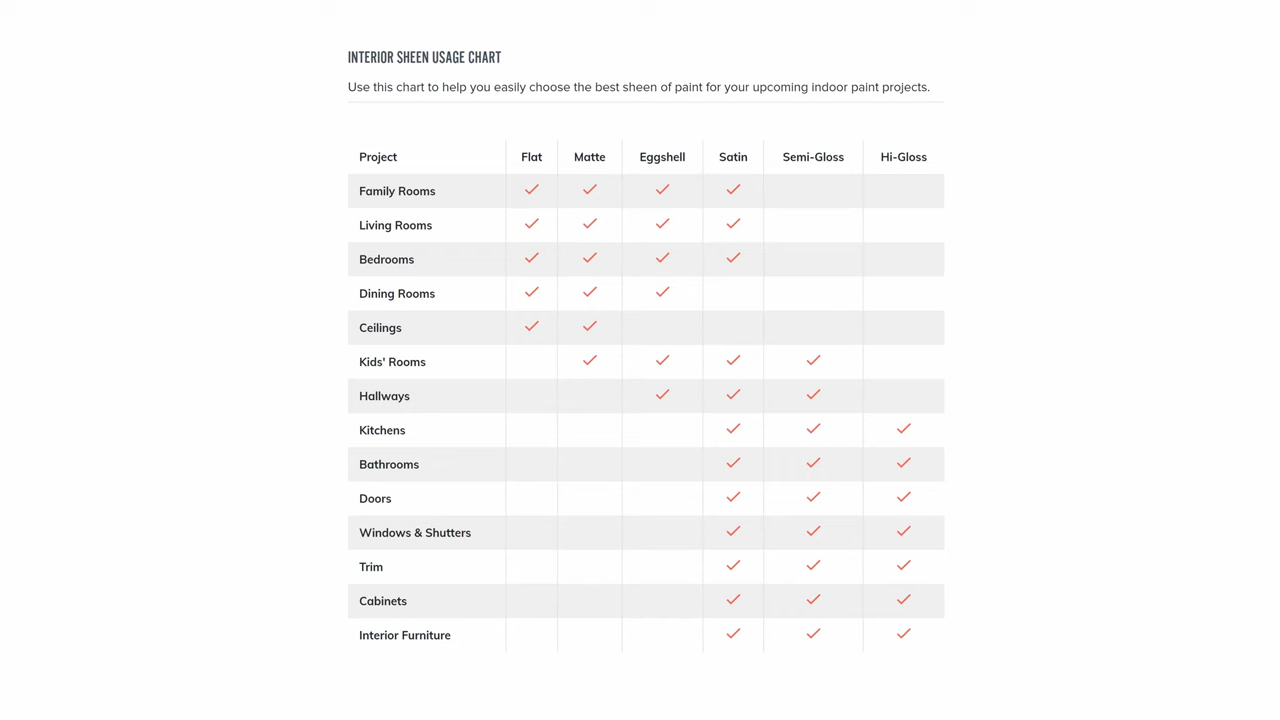 INTERIOR SHEEN USAGE CHART
Use this chart to help you easily choose the best sheen of paint for your upcoming indoor paint projects.
Project Flat Matte Eggshell Satin Semi-Gloss Hi-Gloss
Family Rooms
Living Rooms
Bedrooms
Dining Rooms
Ceilings
Kids' Rooms
Hallways
Kitchens
Bathrooms
Doors
Windows & Shutters
Trim
Cabinets
Interior Furniture